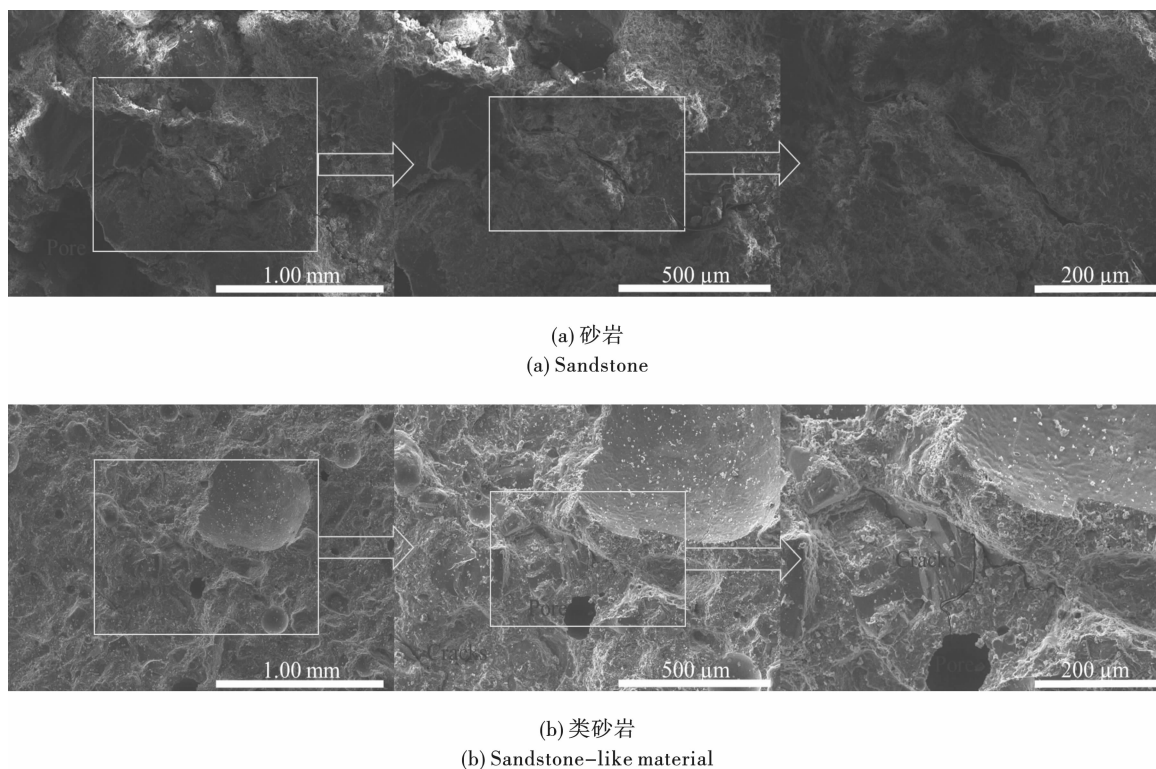 Pore
1.00 mm
500 μm
200 μm
(a) 砂岩
(a) Sandstone
Cracks
Pore
Cracks
Pore
1.00 mm
500 μm
200 μm
(b) 类砂岩
(b) Sandstone-like material